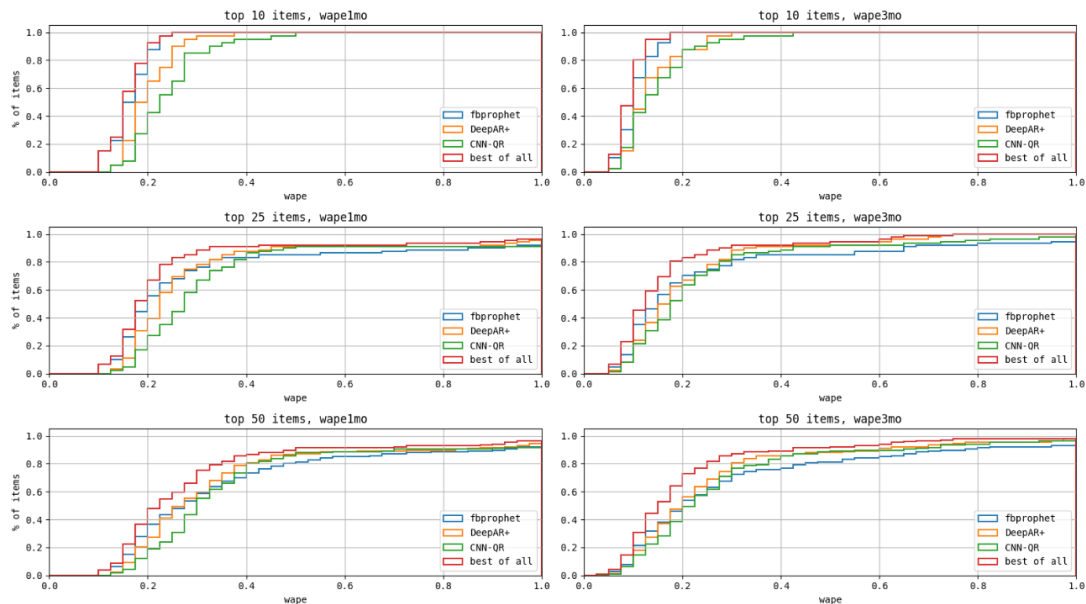 top 10 items, wape1mo
% of items
1.0
0.8
0.6
0.4
0.2
0.0
fbprophet
DeepAR+
CNN-QR
best of all
0.0 0.2 0.4 0.6 0.8 1.0
wape
top 10 items, wape3mo
1.0
0.8
0.6
0.4
0.2
0.0
fbprophet
DeepAR+
CNN-QR
best of all
0.0 0.2 0.4 0.6 0.8 1.0
wape
top 25 items, wape1mo
% of items
1.0
0.8
0.6
0.4
0.2
0.0
fbprophet
DeepAR+
CNN-QR
best of all
0.0 0.2 0.4 0.6 0.8 1.0
wape
top 25 items, wape3mo
1.0
0.8
0.6
0.4
0.2
0.0
fbprophet
DeepAR+
CNN-QR
best of all
0.0 0.2 0.4 0.6 0.8 1.0
wape
top 50 items, wape1mo
% of items
1.0
0.8
0.6
0.4
0.2
0.0
fbprophet
DeepAR+
CNN-QR
best of all
0.0 0.2 0.4 0.6 0.8 1.0
wape
top 50 items, wape3mo
1.0
0.8
0.6
0.4
0.2
0.0
fbprophet
DeepAR+
CNN-QR
best of all
0.0 0.2 0.4 0.6 0.8 1.0
wape